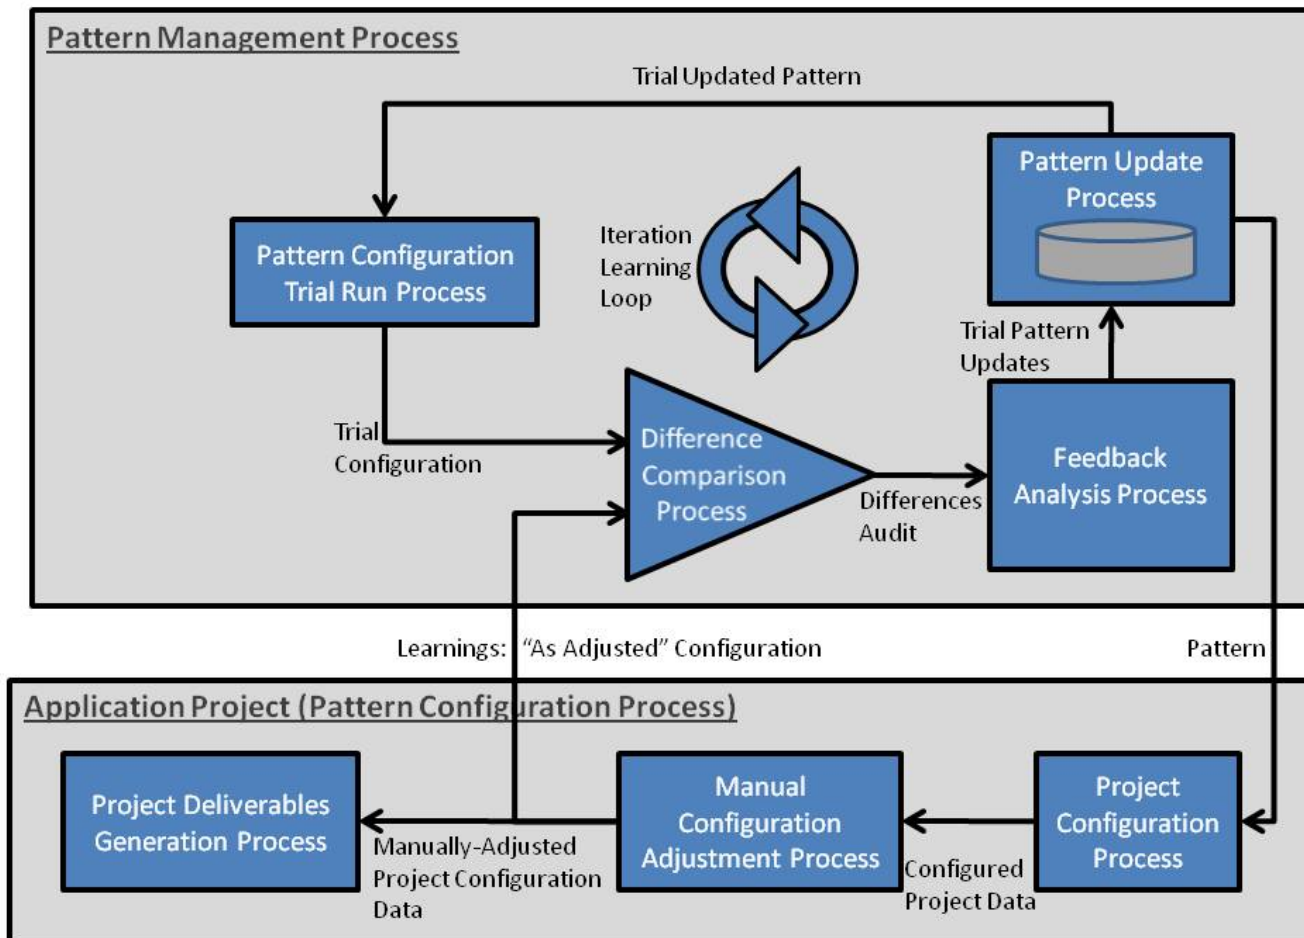 Pattern Management Process
Trial Updated Pattern
Pattern Update
Process
Iteration
Learning
Loop
Pattern Configuration
Trial Run Process
Trial Pattern
Updates
Trial
Configuration
Difference
Comparison
Process
Differences
Audit
Feedback
Analysis Process
Learnings: “As Adjusted” Configuration
Pattern
Application Project (Pattern Configuration Process)
Project Deliverables
Generation Process
Manually-Adjusted
Project Configuration
Data
Manual
Configuration
Adjustment Process
Configured
Project Data
Project
Configuration
Process